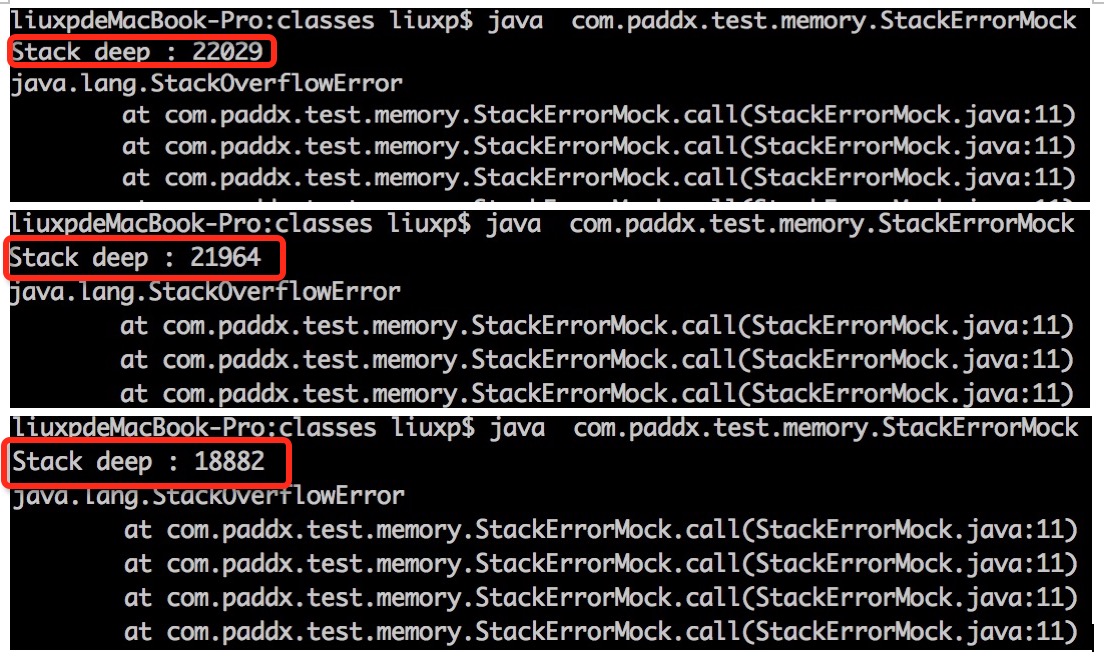 liuxpdeMacBook-Pro:classes liuxp$ java  com.paddx.test.memory.StackErrorMock
Stack deep : 22029
java.lang.StackOverflowError
        at com.paddx.test.memory.StackErrorMock.call(StackErrorMock.java:11)
        at com.paddx.test.memory.StackErrorMock.call(StackErrorMock.java:11)
        at com.paddx.test.memory.StackErrorMock.call(StackErrorMock.java:11)
liuxpdeMacBook-Pro:classes liuxp$ java  com.paddx.test.memory.StackErrorMock
Stack deep : 21964
java.lang.StackOverflowError
        at com.paddx.test.memory.StackErrorMock.call(StackErrorMock.java:11)
        at com.paddx.test.memory.StackErrorMock.call(StackErrorMock.java:11)
        at com.paddx.test.memory.StackErrorMock.call(StackErrorMock.java:11)
liuxpdeMacBook-Pro:classes liuxp$ java  com.paddx.test.memory.StackErrorMock
Stack deep : 18882
java.lang.StackOverflowError
        at com.paddx.test.memory.StackErrorMock.call(StackErrorMock.java:11)
        at com.paddx.test.memory.StackErrorMock.call(StackErrorMock.java:11)
        at com.paddx.test.memory.StackErrorMock.call(StackErrorMock.java:11)
        at com.paddx.test.memory.StackErrorMock.call(StackErrorMock.java:11)